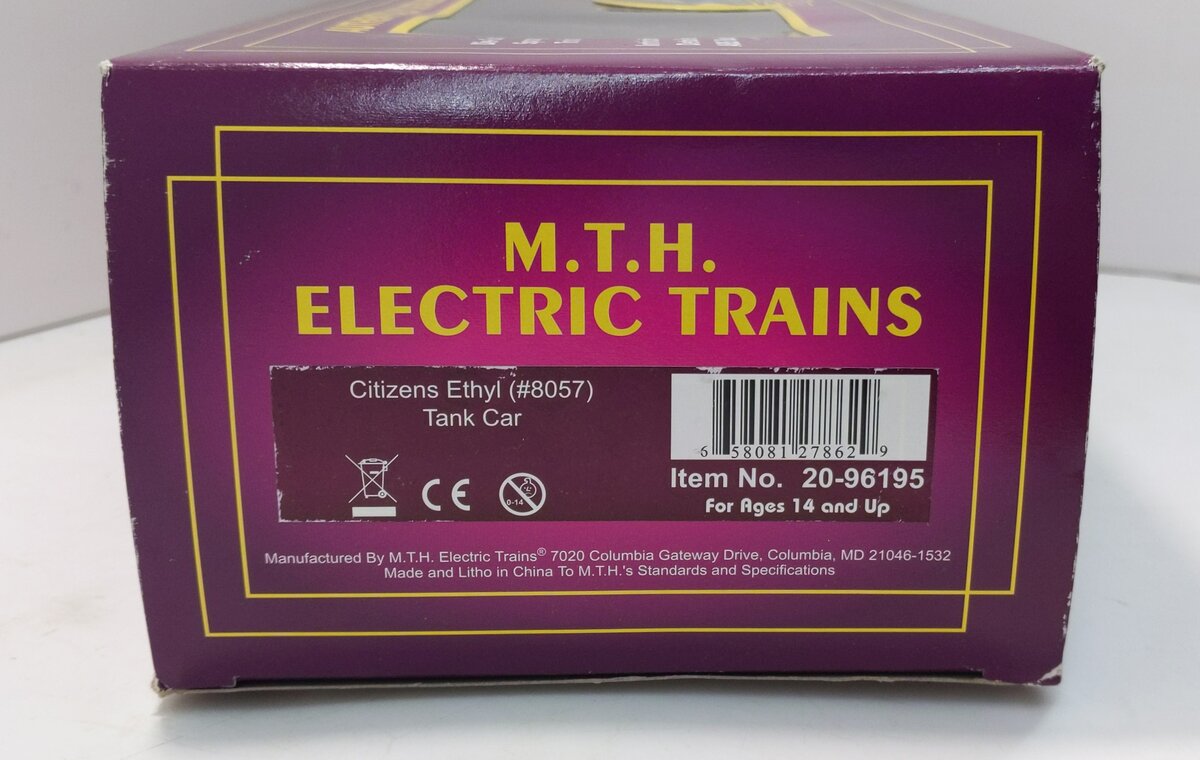 M.T.H.
ELECTRIC TRAINS
Citizens Ethyl (#8057)
Tank Car
6 58081 27862 9
Item No. 20-96195
For Ages 14 and Up
CE
0-14
Manufactured By M.T.H. Electric Trains® 7020 Columbia Gateway Drive, Columbia, MD 21046-1532
Made and Litho in China To M.T.H.'s Standards and Specifications